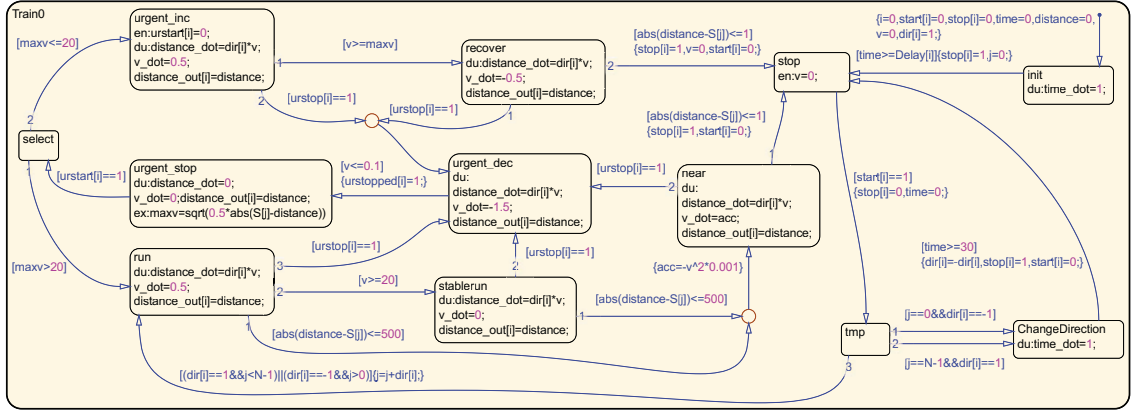 Train0
urgent_inc
en:urstart[i]=0;
du:distance_dot=dir[i]*v;
v_dot=0.5;
distance_out[i]=distance;
[maxv<=20]
[v>=maxv]
1
2
recover
du:distance_dot=dir[i]*v;
v_dot=-0.5;
distance_out[i]=distance;
2
1
[abs(distance-S[j])<=1]
{stop[i]=1,v=0,start[i]=0;}
stop
en:v=0;
{i=0,start[i]=0,stop[i]=0,time=0,distance=0,
v=0,dir[i]=1;}
[time>=Delay[i]]{stop[i]=1,j=0;}
init
du:time_dot=1;
[urstop[i]==1]
[urstop[i]==1]
2
select
1
[urstart[i]==1]
urgent_stop
du:distance_dot=0;
v_dot=0;distance_out[i]=distance;
ex:maxv=sqrt(0.5*abs(S[j]-distance))
[v<=0.1]
{urstopped[i]=1;}
urgent_dec
du:
distance_dot=dir[i]*v;
v_dot=-1.5;
distance_out[i]=distance;
[urstop[i]==1]
[abs(distance-S[j])<=1]
{stop[i]=1,start[i]=0;}
1
2
near
du:
distance_dot=dir[i]*v;
v_dot=acc;
distance_out[i]=distance;
[start[i]==1]
{stop[i]=0,time=0;}
[maxv>20]
run
du:distance_dot=dir[i]*v;
v_dot=0.5;
distance_out[i]=distance;
3
2
1
[urstop[i]==1]
[v>=20]
[urstop[i]==1]
2
stablerun
du:distance_dot=dir[i]*v;
v_dot=0;
distance_out[i]=distance;
1
[abs(distance-S[j])<=500]
{acc=-v^2*0.001}
[time>=30]
{dir[i]=-dir[i],stop[i]=1,start[i]=0;}
[abs(distance-S[j])<=500]
tmp
1
2
3
[j==0&&dir[i]==-1]
[j==N-1&&dir[i]==1]
ChangeDirection
du:time_dot=1;
[(dir[i]==1&&j<N-1)||(dir[i]==-1&&j>0)]{j=j+dir[i];}